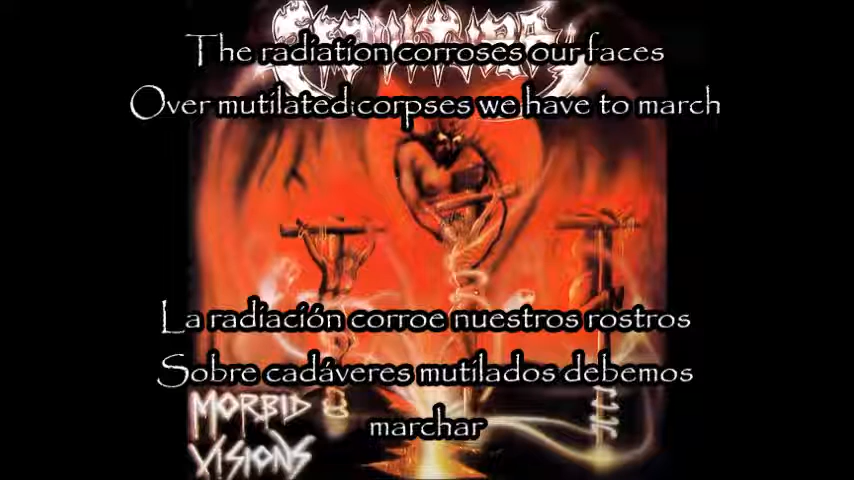 SEPULTURA
The radiation corroses our faces
Over mutilated corpses we have to march
La radiación corroe nuestros rostros
Sobre cadáveres mutilados debemos
marchar
MORBID
VISIONS